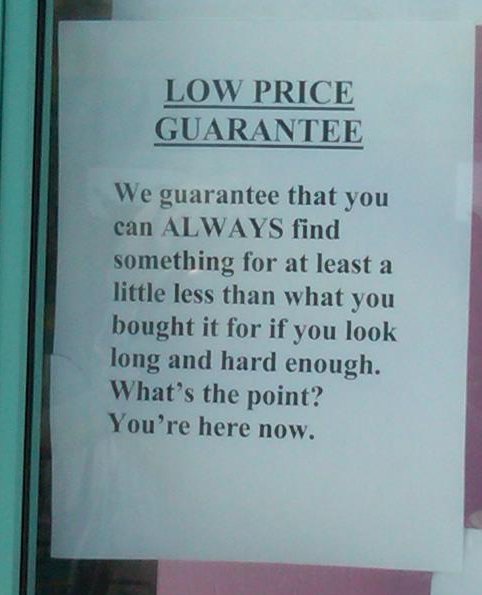 LOW PRICE
GUARANTEE
We guarantee that you
can ALWAYS find
something for at least a
little less than what you
bought it for if you look
long and hard enough.
What's the point?
You're here now.